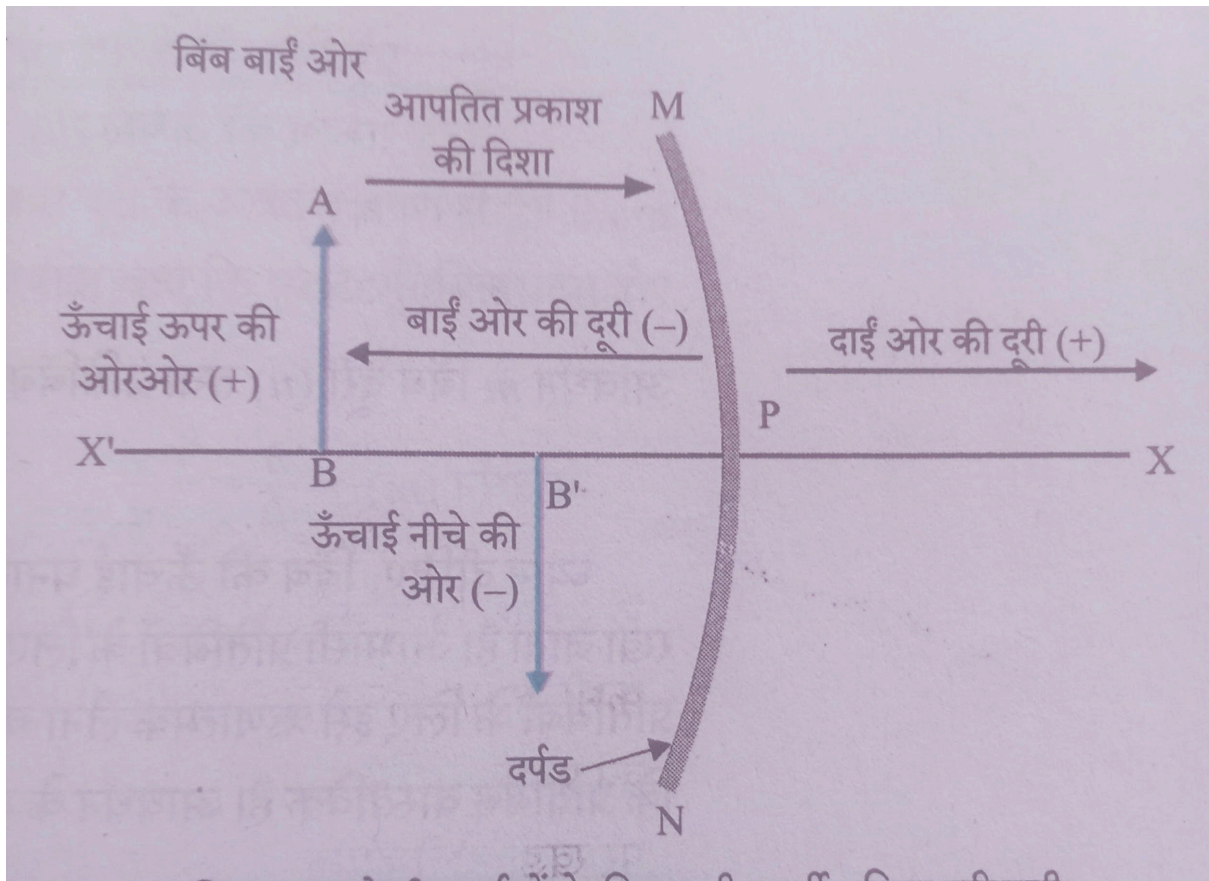 बिंब बाईं ओर
आपतित प्रकाश
की दिशा
M
A
ऊँचाई ऊपर की
ओरओर (+)
बाईं ओर की दूरी (–)
दाईं ओर की दूरी (+)
P
X'
X
B
B'
ऊँचाई नीचे की
ओर (–)
दर्पड
N